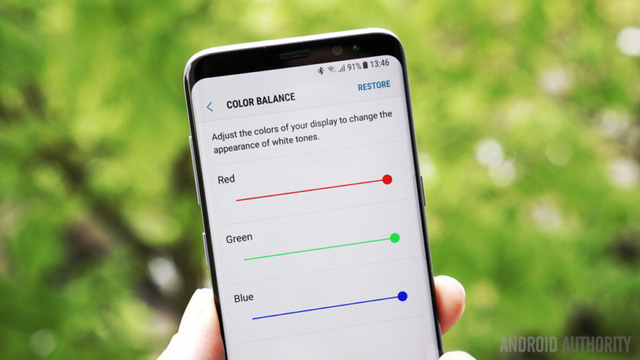 91% 13:46
COLOR BALANCE
RESTORE
Adjust the colors of your display to change the
appearance of white tones.
Red
Green
Blue
ANDROID AUTHORITY